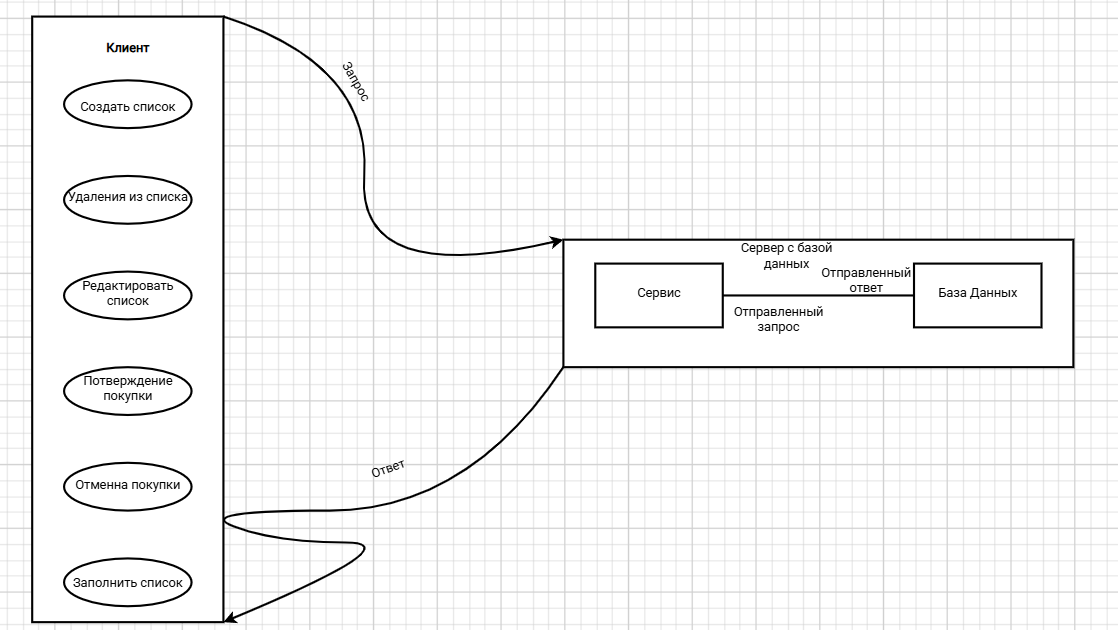 Клиент
Создать список
Удаления из списка
Редактировать
список
Потверждение
покупки
Отменна покупки
Заполнить список
Запрос
Ответ
Сервер с базой
данных
Сервис
Отправленный
ответ
Отправленный
запрос
База Данных